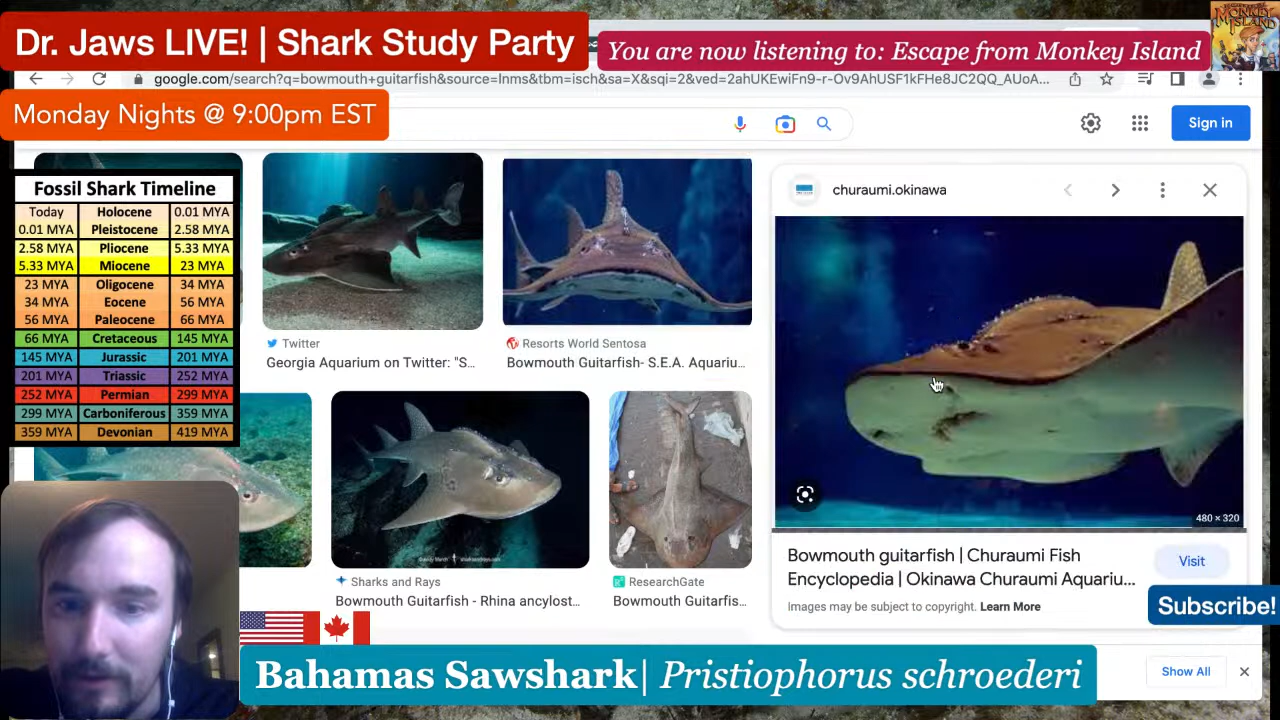 Dr. Jaws LIVE! | Shark Study Party
You are now listening to: Escape from Monkey Island
MONKEY
ISLAND
google.com/search?q=bowmouth+guitarfish&source=lnms&tbm=isch&sa=X&sqi=2&ved=2ahUKEwiFn9-r-Ov9AhUSF1kFHe8JC2QQ_AUoA...
Monday Nights @ 9:00pm EST
Sign in
Fossil Shark Timeline
Today Holocene 0.01 MYA
0.01 MYA Pleistocene 2.58 MYA
2.58 MYA Pliocene 5.33 MYA
5.33 MYA Miocene 23 MYA
23 MYA Oligocene 34 MYA
34 MYA Eocene 56 MYA
56 MYA Paleocene 66 MYA
66 MYA Cretaceous 145 MYA
145 MYA Jurassic 201 MYA
201 MYA Triassic 252 MYA
252 MYA Permian 299 MYA
299 MYA Carboniferous 359 MYA
359 MYA Devonian 419 MYA
Twitter
Georgia Aquarium on Twitter: "S...
Resorts World Sentosa
Bowmouth Guitarfish- S.E.A. Aquariu...
churaumi.okinawa
480 × 320
Bowmouth guitarfish | Churaumi Fish
Encyclopedia | Okinawa Churaumi Aquariu...
Visit
Images may be subject to copyright. Learn More
Sharks and Rays
Bowmouth Guitarfish - Rhina ancylost...
ResearchGate
Bowmouth Guitarfis...
Subscribe!
Bahamas Sawshark| Pristiophorus schroederi
Show All